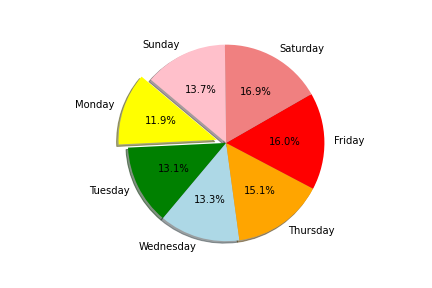 Sunday
Saturday
13.7%
16.9%
Monday
11.9%
16.0%
Friday
13.1%
Tuesday
15.1%
13.3%
Thursday
Wednesday